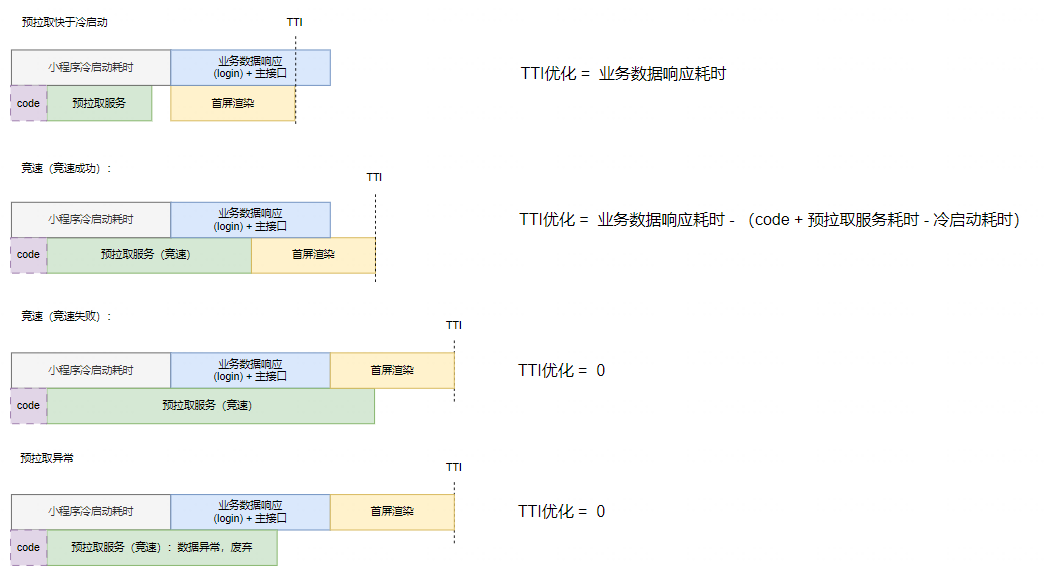 预拉取快于冷启动
TTI
小程序冷启动耗时
业务数据响应
(login) + 主接口
code
预拉取服务
首屏渲染
TTI优化 = 业务数据响应耗时
竞速（竞速成功）:
TTI
小程序冷启动耗时
业务数据响应
(login) + 主接口
code
预拉取服务（竞速）
首屏渲染
TTI优化 = 业务数据响应耗时 - （code + 预拉取服务耗时 - 冷启动耗时）
竞速（竞速失败）:
TTI
小程序冷启动耗时
业务数据响应
(login) + 主接口
首屏渲染
code
预拉取服务（竞速）
TTI优化 = 0
预拉取异常
TTI
小程序冷启动耗时
业务数据响应
(login) + 主接口
首屏渲染
code
预拉取服务（竞速）: 数据异常，废弃
TTI优化 = 0